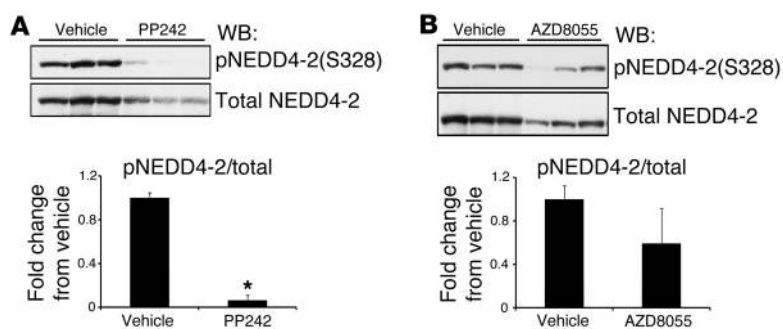 A
Vehicle PP242 WB:
pNEDD4-2(S328)
Total NEDD4-2
pNEDD4-2/total
Fold change
from vehicle
1.2
0.8
0.4
0
*
Vehicle PP242
B
Vehicle AZD8055 WB:
pNEDD4-2(S328)
Total NEDD4-2
pNEDD4-2/total
Fold change
from vehicle
1.2
0.8
0.4
0
Vehicle AZD8055